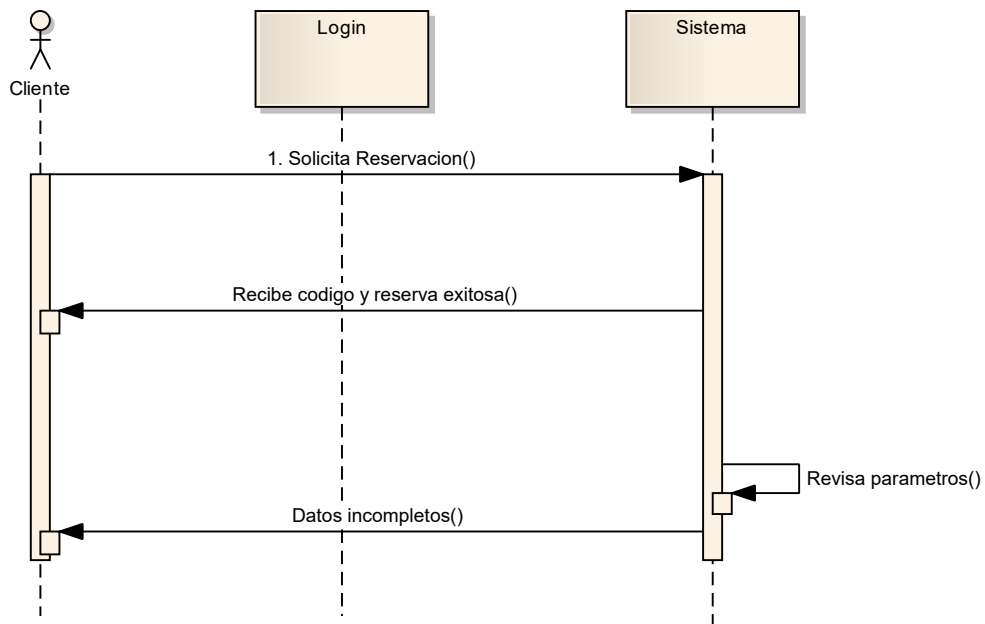 Login
Sistema
Cliente
1. Solicita Reservacion()
Recibe codigo y reserva exitosa()
Revisa parametros()
Datos incompletos()